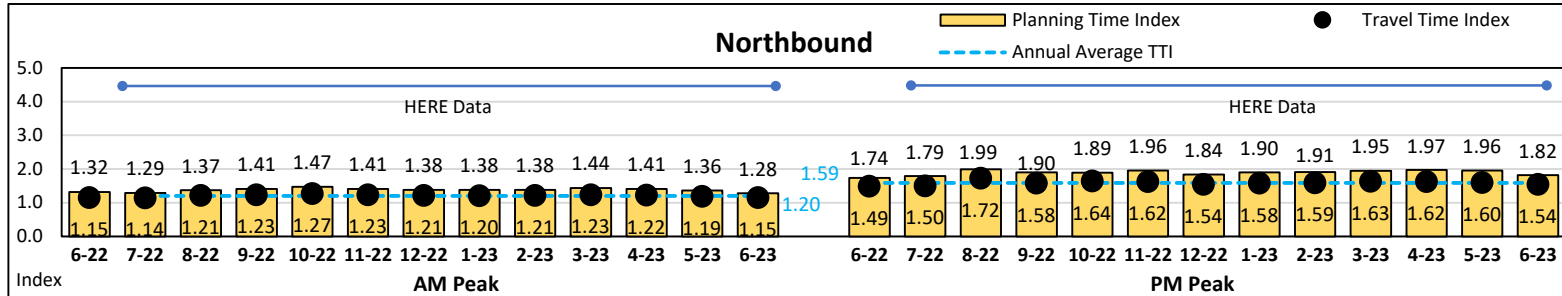 Planning Time Index
Travel Time Index
Northbound
Annual Average TTI
5.0
4.0
3.0
2.0
1.0
0.0
HERE Data
HERE Data
1.32 1.29 1.37 1.41 1.47 1.41 1.38 1.38 1.38 1.44 1.41 1.36 1.28
1.74 1.79 1.99 1.90 1.89 1.96 1.84 1.90 1.91 1.95 1.97 1.96 1.82
1.59
1.20
1.15 1.14 1.21 1.23 1.27 1.23 1.21 1.20 1.21 1.23 1.22 1.19 1.15
1.49 1.50 1.72 1.58 1.64 1.62 1.54 1.58 1.59 1.63 1.62 1.60 1.54
6-22 7-22 8-22 9-22 10-22 11-22 12-22 1-23 2-23 3-23 4-23 5-23 6-23
6-22 7-22 8-22 9-22 10-22 11-22 12-22 1-23 2-23 3-23 4-23 5-23 6-23
Index
AM Peak
PM Peak